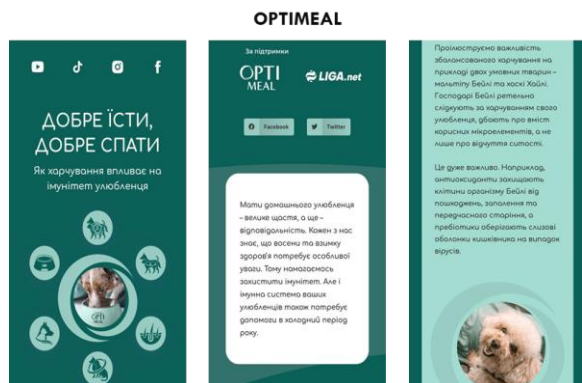 OPTIMEAL
ДОБРЕ ЇСТИ,
ДОБРЕ СПАТИ
Як харчування впливає на
імунітет улюбленця
OPTI
MEAL
За підтримки
OPTI
MEAL
LIGA.net
Facebook
Twitter
Мати домашнього улюбленця
– велике щастя, а ще –
відповідальність. Кожен з нас
знає, що восени та взимку
здоров'я потребує особливої
уваги. Тому намагаємось
захистити імунітет. Але і
імунна система ваших
улюбленців також потребує
допомоги в холодний період
року.
Проілюструємо важливість
збалансованого харчування на
прикладі двох умовних тварин –
мальтіпу Бейлі та хаскі Хайлі.
Господарі Бейлі ретельно
слідкують за харчуванням свого
улюбленця, дбають про вміст
корисних мікроелементів, а не
лише про відчуття ситості.
Це дуже важливо. Наприклад,
антиоксиданти захищають
клітини організму Бейлі від
пошкоджень, запалення та
передчасного старіння, а
пребіотики оберігають слизові
оболонки кишківника на випадок
вірусів.